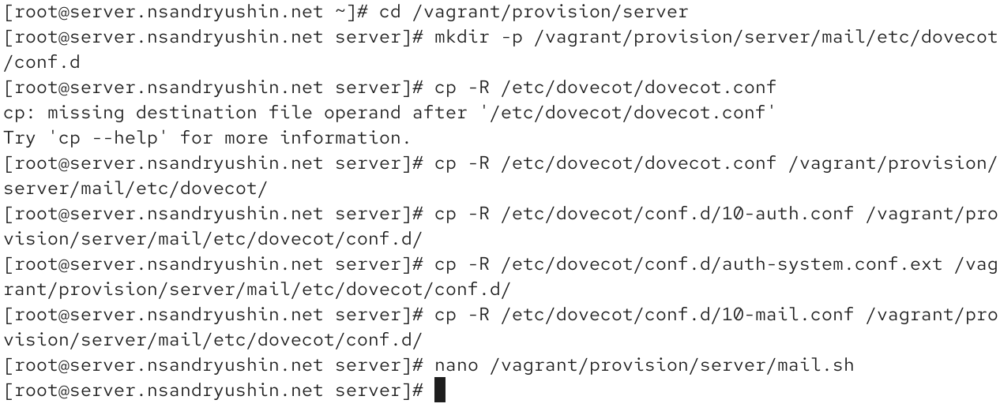 [root@server.nsandryushin.net ~]# cd /vagrant/provision/server
[root@server.nsandryushin.net server]# mkdir -p /vagrant/provision/server/mail/etc/dovecot
/conf.d
[root@server.nsandryushin.net server]# cp -R /etc/dovecot/dovecot.conf
cp: missing destination file operand after '/etc/dovecot/dovecot.conf'
Try 'cp --help' for more information.
[root@server.nsandryushin.net server]# cp -R /etc/dovecot/dovecot.conf /vagrant/provision/
server/mail/etc/dovecot/
[root@server.nsandryushin.net server]# cp -R /etc/dovecot/conf.d/10-auth.conf /vagrant/pro
vision/server/mail/etc/dovecot/conf.d/
[root@server.nsandryushin.net server]# cp -R /etc/dovecot/conf.d/auth-system.conf.ext /vag
rant/provision/server/mail/etc/dovecot/conf.d/
[root@server.nsandryushin.net server]# cp -R /etc/dovecot/conf.d/10-mail.conf /vagrant/pro
vision/server/mail/etc/dovecot/conf.d/
[root@server.nsandryushin.net server]# nano /vagrant/provision/server/mail.sh
[root@server.nsandryushin.net server]#